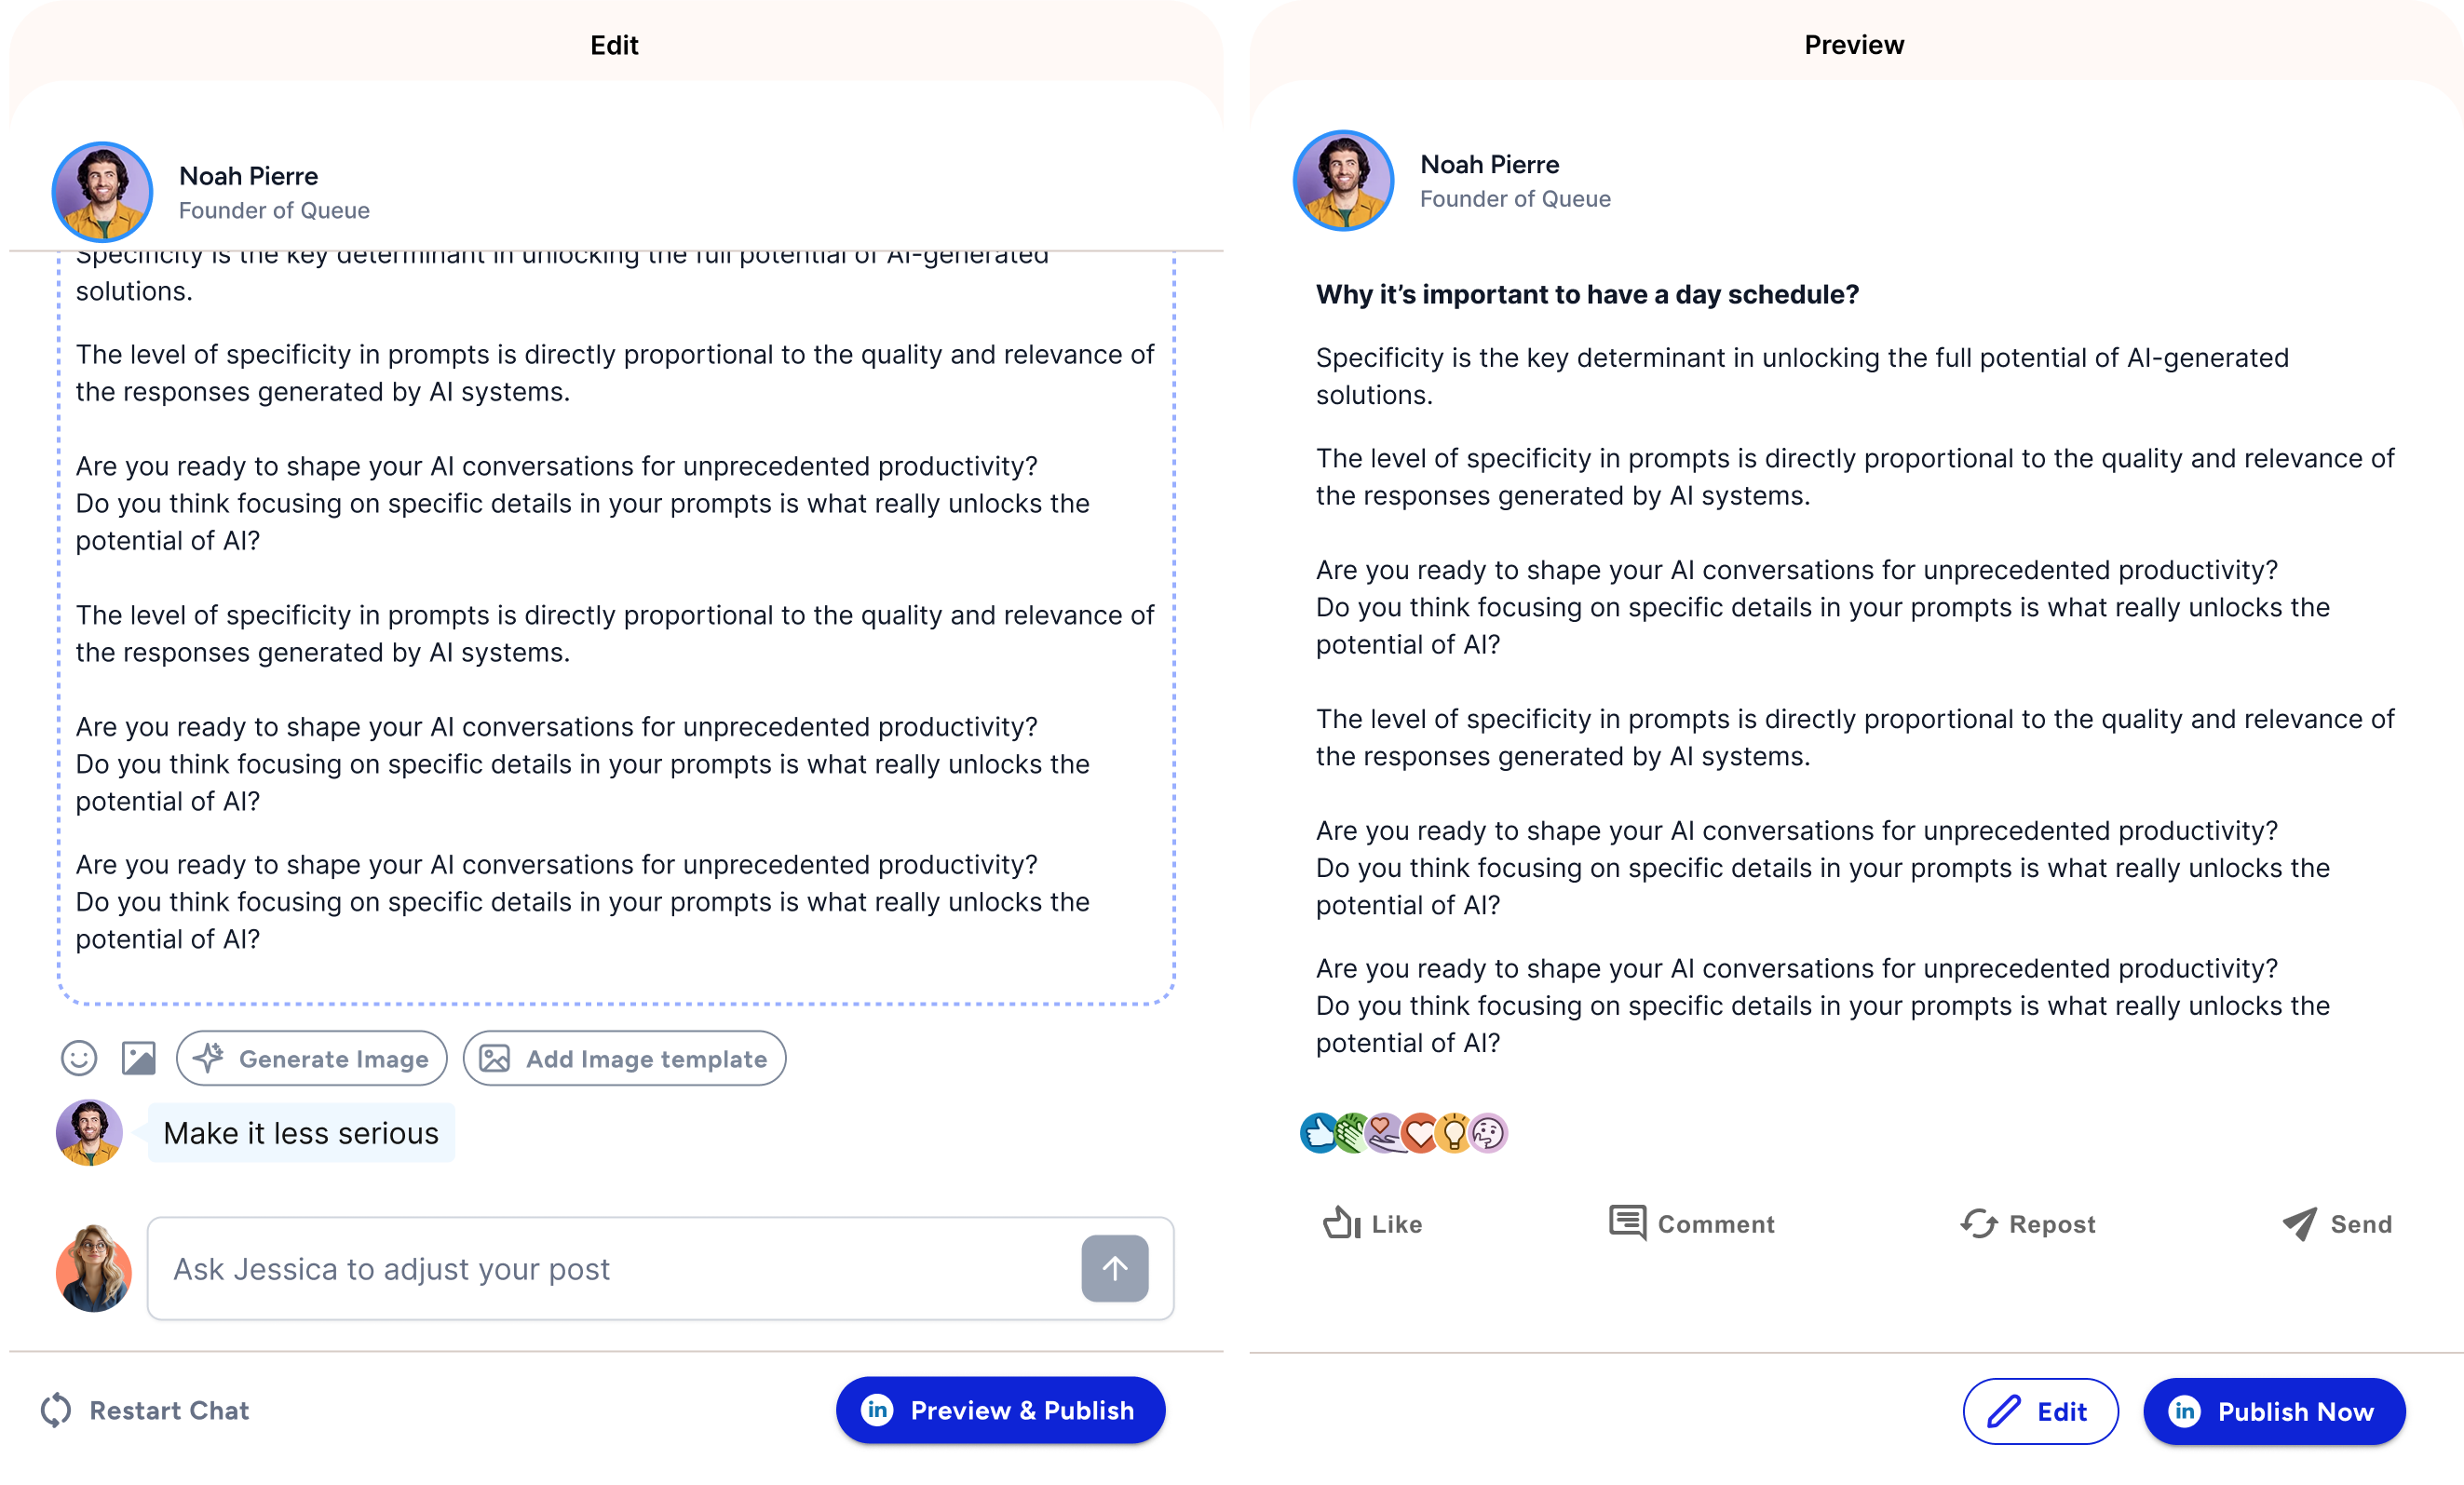 Edit
Noah Pierre
Founder of Queue
Specificity is the key determinant in unlocking the full potential of AI-generated
solutions.
The level of specificity in prompts is directly proportional to the quality and relevance of
the responses generated by AI systems.
Are you ready to shape your AI conversations for unprecedented productivity?
Do you think focusing on specific details in your prompts is what really unlocks the
potential of AI?
The level of specificity in prompts is directly proportional to the quality and relevance of
the responses generated by AI systems.
Are you ready to shape your AI conversations for unprecedented productivity?
Do you think focusing on specific details in your prompts is what really unlocks the
potential of AI?
Are you ready to shape your AI conversations for unprecedented productivity?
Do you think focusing on specific details in your prompts is what really unlocks the
potential of AI?
Generate Image
Add Image template
Make it less serious
Ask Jessica to adjust your post
Restart Chat
in Preview & Publish
Preview
Noah Pierre
Founder of Queue
Why it’s important to have a day schedule?
Specificity is the key determinant in unlocking the full potential of AI-generated
solutions.
The level of specificity in prompts is directly proportional to the quality and relevance of
the responses generated by AI systems.
Are you ready to shape your AI conversations for unprecedented productivity?
Do you think focusing on specific details in your prompts is what really unlocks the
potential of AI?
The level of specificity in prompts is directly proportional to the quality and relevance of
the responses generated by AI systems.
Are you ready to shape your AI conversations for unprecedented productivity?
Do you think focusing on specific details in your prompts is what really unlocks the
potential of AI?
Are you ready to shape your AI conversations for unprecedented productivity?
Do you think focusing on specific details in your prompts is what really unlocks the
potential of AI?
Like
Comment
Repost
Send
Edit
in Publish Now